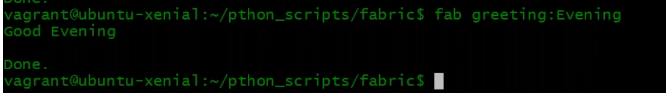 Done.
vagrant@ubuntu-xenial:~/pthon_scripts/fabric$ fab greeting:Evening
Good Evening
Done.
vagrant@ubuntu-xenial:~/pthon_scripts/fabric$